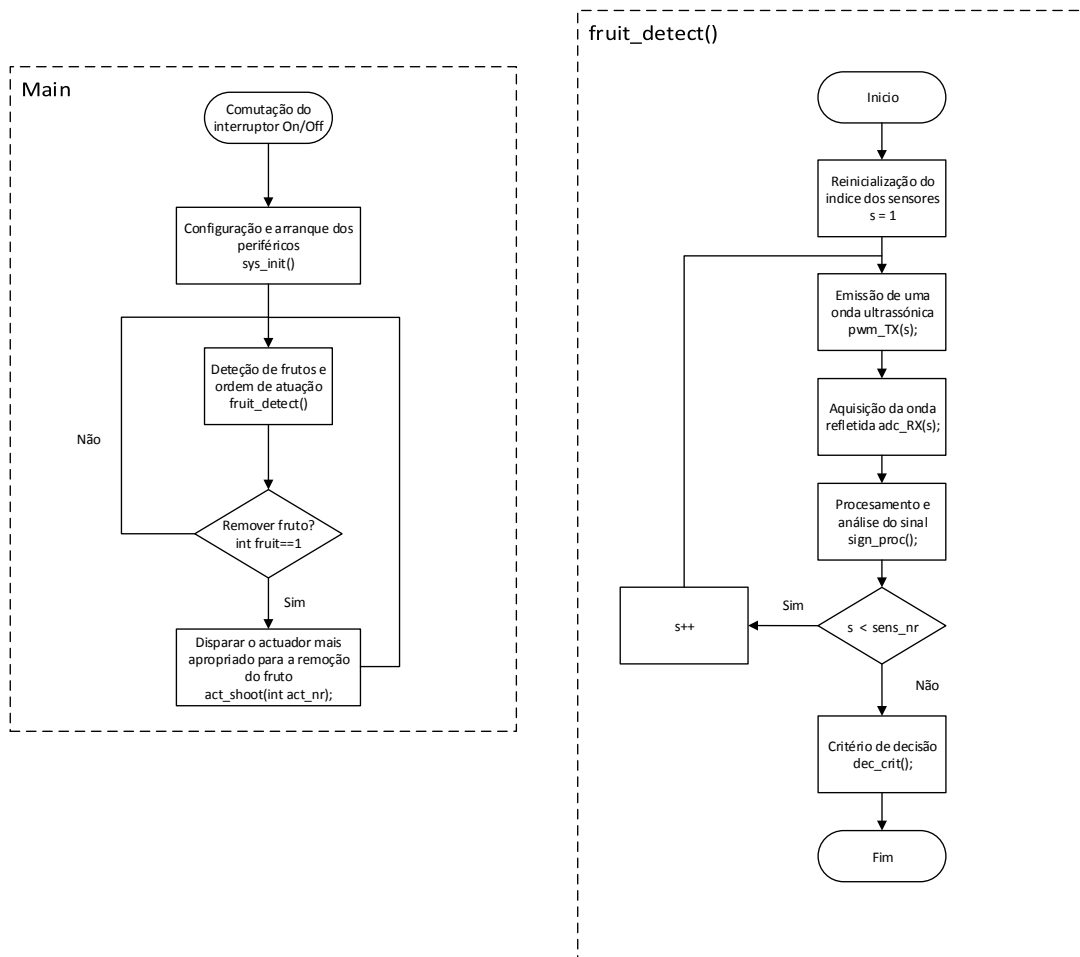 Main
Comutação do
interruptor On/Off
Configuração e arranque dos
periféricos
sys_init()
Deteção de frutos e
ordem de atuação
fruit_detect()
Não
Remover fruto?
int fruit==1
Sim
Disparar o actuador mais
apropriado para a remoção
do fruto
act_shoot(int act_nr);
fruit_detect()
Inicio
Reinicialização do
indice dos sensores
s = 1
Emissão de uma
onda ultrassónica
pwm_TX(s);
Aquisição da onda
refletida adc_RX(s);
Procesamento e
análise do sinal
sign_proc();
s < sens_nr
Sim
s++
Não
Critério de decisão
dec_crit();
Fim